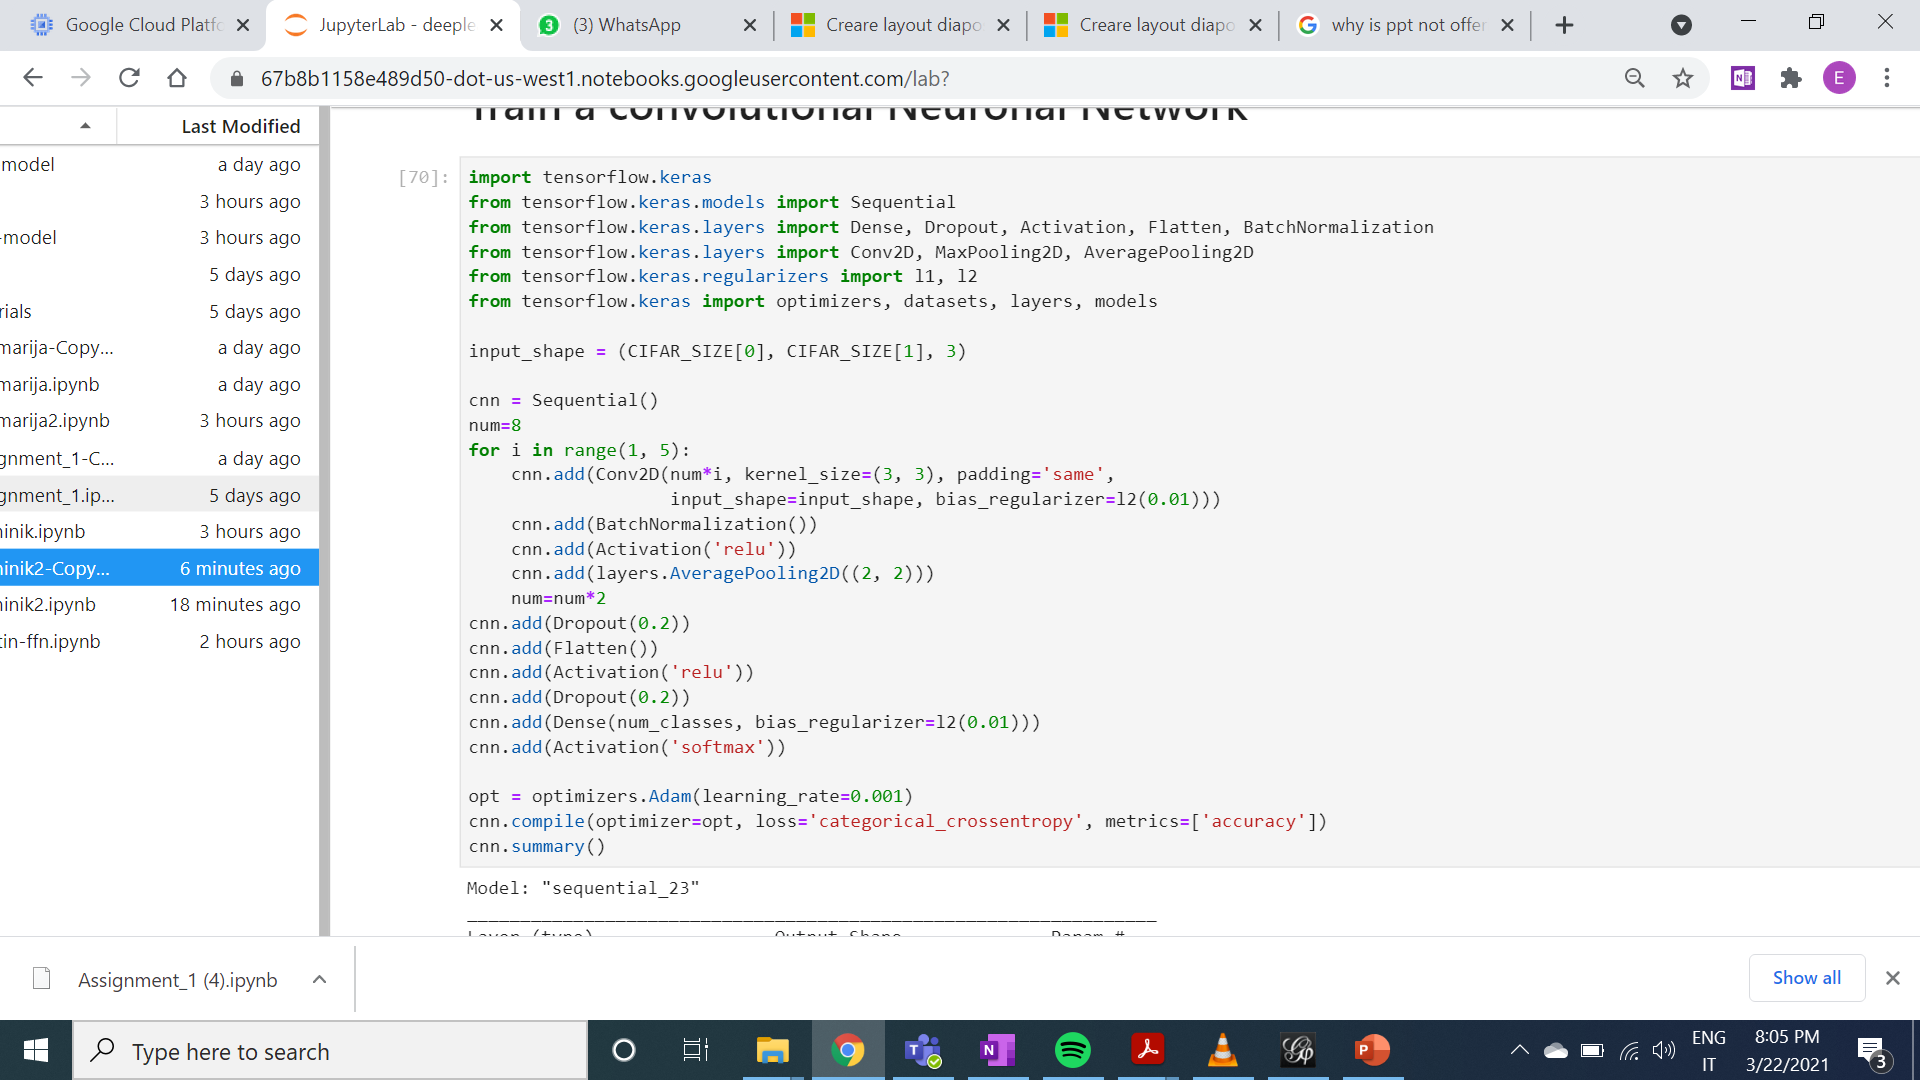 Google Cloud Platfo
JupyterLab - deeple
(3) WhatsApp
Creare layout diapo
Creare layout diapo
why is ppt not offer
67b8b1158e489d50-dot-us-west1.notebooks.googleusercontent.com/lab?
E
Last Modified
model a day ago
3 hours ago
-model 3 hours ago
5 days ago
rials 5 days ago
marija-Copy... a day ago
marija.ipynb a day ago
marija2.ipynb 3 hours ago
gnment_1-C... a day ago
gnment_1.ip... 5 days ago
inik.ipynb 3 hours ago
inik2-Copy... 6 minutes ago
inik2.ipynb 18 minutes ago
tin-ffn.ipynb 2 hours ago
Train a convolutional Neuronal Network
[70]:
import tensorflow.keras
from tensorflow.keras.models import Sequential
from tensorflow.keras.layers import Dense, Dropout, Activation, Flatten, BatchNormalization
from tensorflow.keras.layers import Conv2D, MaxPooling2D, AveragePooling2D
from tensorflow.keras.regularizers import l1, l2
from tensorflow.keras import optimizers, datasets, layers, models
input_shape = (CIFAR_SIZE[0], CIFAR_SIZE[1], 3)
cnn = Sequential()
num=8
for i in range(1, 5):
    cnn.add(Conv2D(num*i, kernel_size=(3, 3), padding='same',
                   input_shape=input_shape, bias_regularizer=l2(0.01)))
    cnn.add(BatchNormalization())
    cnn.add(Activation('relu'))
    cnn.add(layers.AveragePooling2D((2, 2)))
    num=num*2
cnn.add(Dropout(0.2))
cnn.add(Flatten())
cnn.add(Activation('relu'))
cnn.add(Dropout(0.2))
cnn.add(Dense(num_classes, bias_regularizer=l2(0.01)))
cnn.add(Activation('softmax'))
opt = optimizers.Adam(learning_rate=0.001)
cnn.compile(optimizer=opt, loss='categorical_crossentropy', metrics=['accuracy'])
cnn.summary()
Model: "sequential_23"
Layer (type) Output Shape Param #
Assignment_1 (4).ipynb
Show all
Type here to search
ENG
IT
8:05 PM
3/22/2021
3